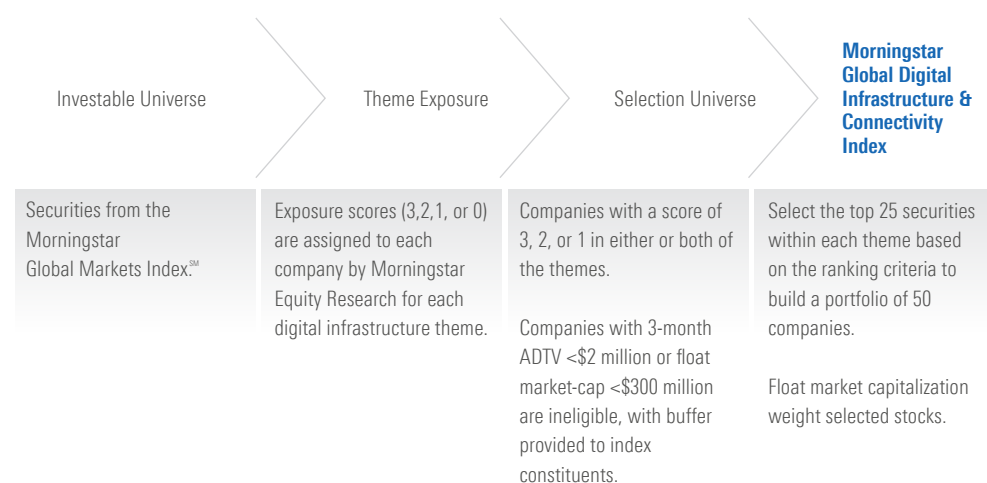 Investable Universe
Theme Exposure
Selection Universe
Morningstar
Global Digital
Infrastructure &
Connectivity
Index
Securities from the
Morningstar
Global Markets Index.℠
Exposure scores (3,2,1, or 0)
are assigned to each
company by Morningstar
Equity Research for each
digital infrastructure theme.
Companies with a score of
3, 2, or 1 in either or both of
the themes.
Companies with 3-month
ADTV <$2 million or float
market-cap <$300 million
are ineligible, with buffer
provided to index
constituents.
Select the top 25 securities
within each theme based
on the ranking criteria to
build a portfolio of 50
companies.
Float market capitalization
weight selected stocks.